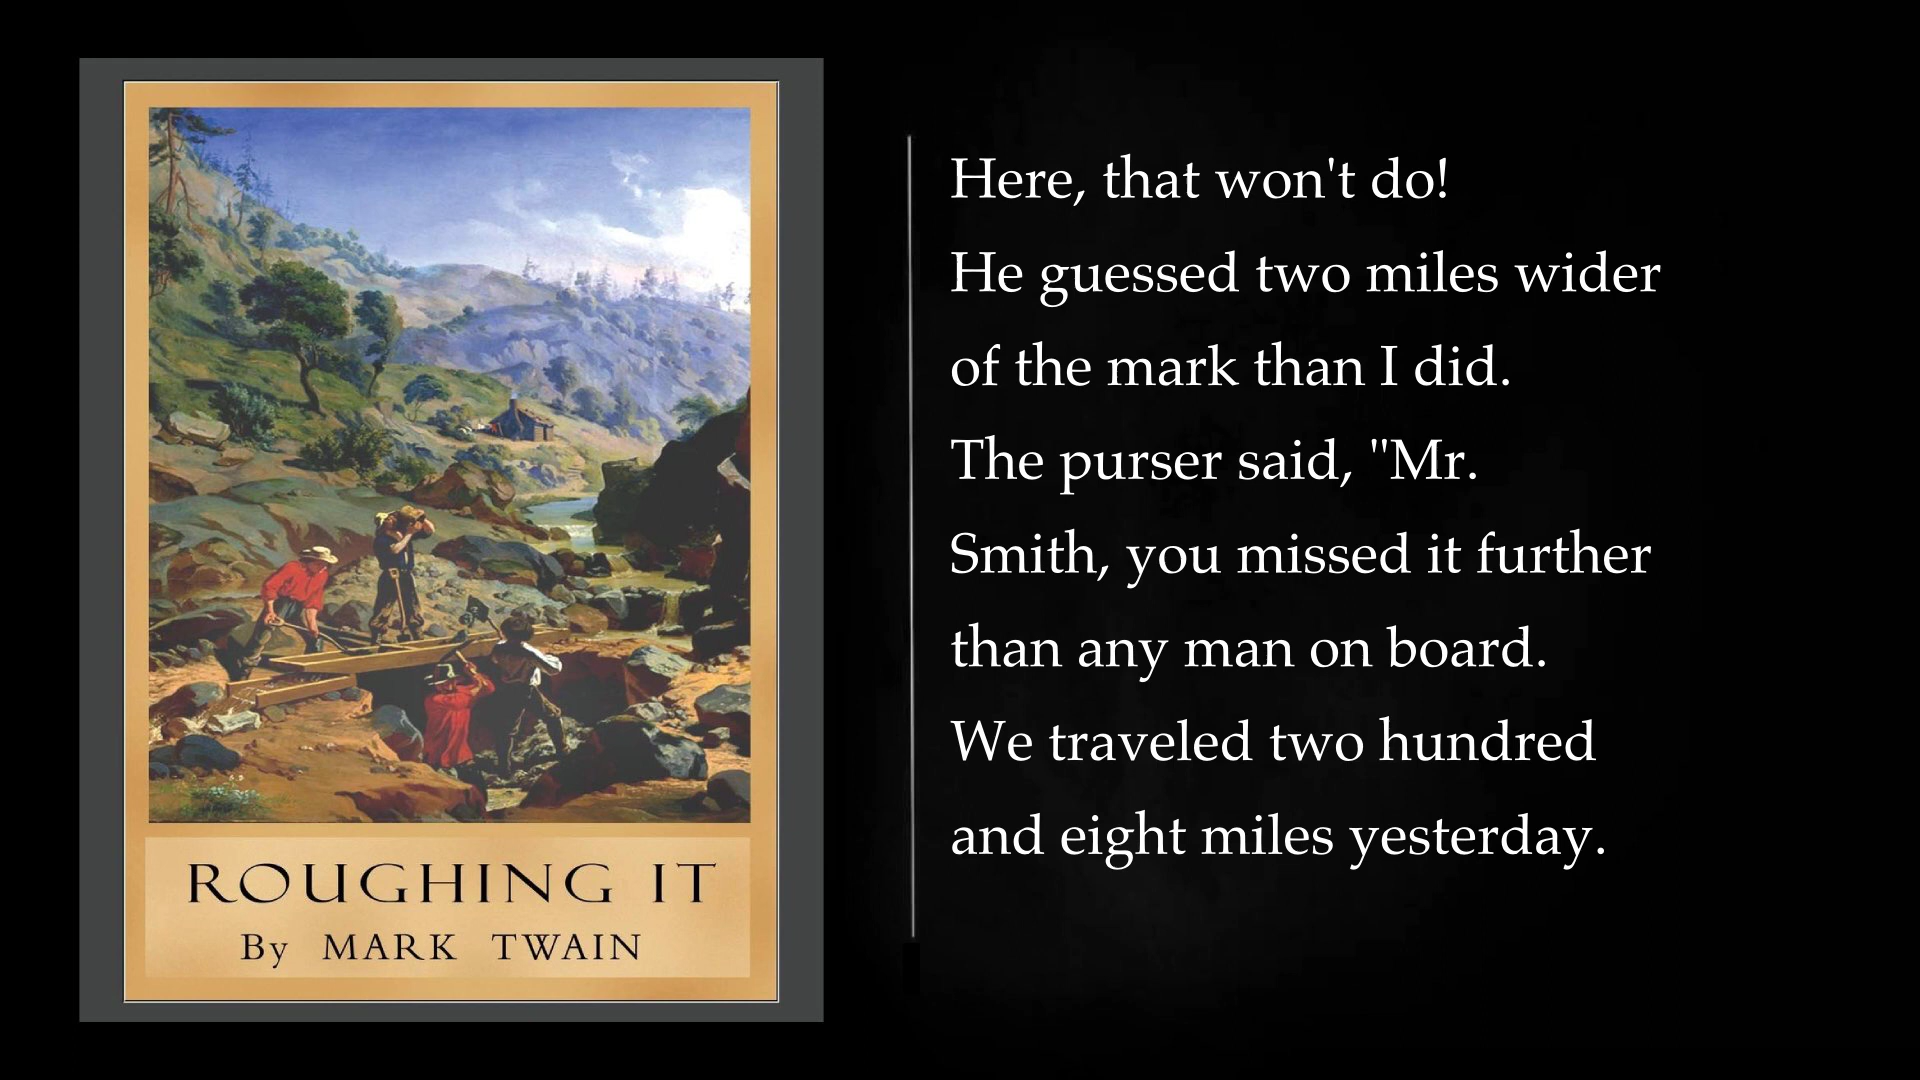 ROUGHING IT
By MARK TWAIN
Here, that won't do!
He guessed two miles wider
of the mark than I did.
The purser said, "Mr.
Smith, you missed it further
than any man on board.
We traveled two hundred
and eight miles yesterday.